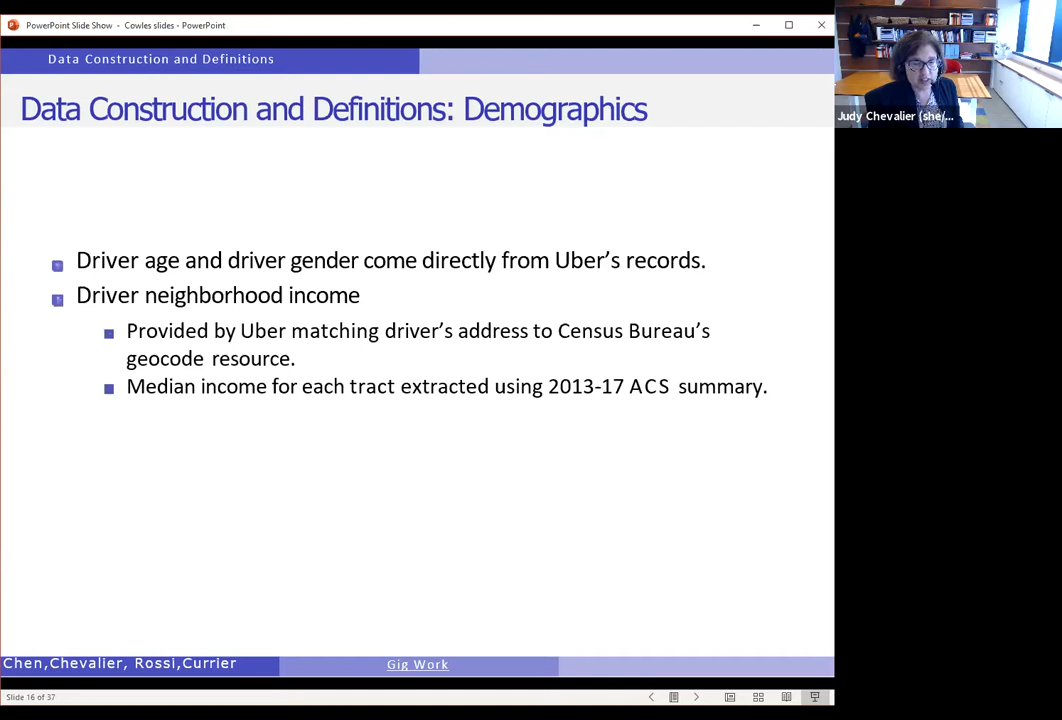 PowerPoint Slide Show - Cowles slides - PowerPoint
Data Construction and Definitions
Data Construction and Definitions: Demographics
Driver age and driver gender come directly from Uber's records.
Driver neighborhood income
Provided by Uber matching driver's address to Census Bureau's
geocode resource.
Median income for each tract extracted using 2013-17 ACS summary.
Chen,Chevalier, Rossi,Currier
Gig Work
Slide 16 of 37
Judy Chevalier (she/...